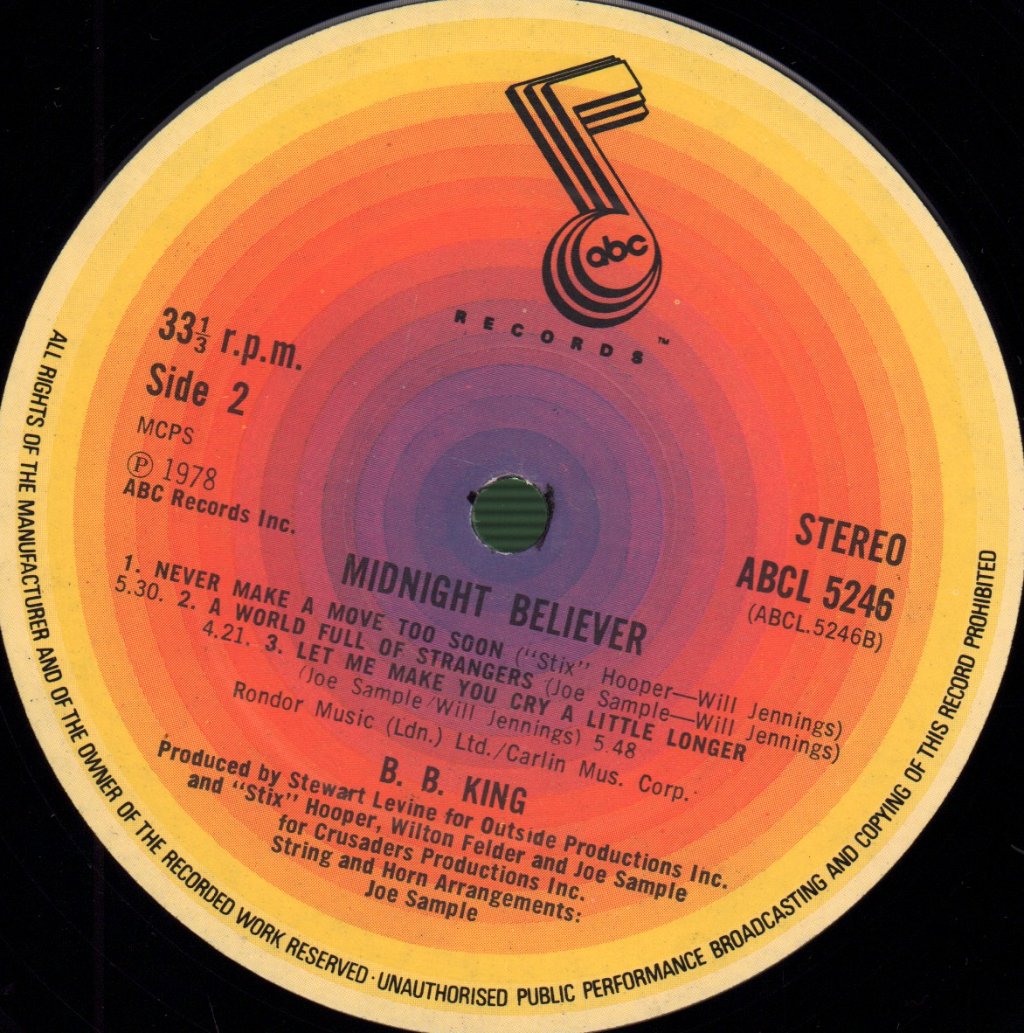 abc
RECORDS™
33⅓ r.p.m.
Side 2
MCPS
Ⓟ 1978
ABC Records Inc.
STEREO
ABCL 5246
(ABCL.5246B)
MIDNIGHT BELIEVER
1. NEVER MAKE A MOVE TOO SOON (“Stix” Hooper—Will Jennings)
5.30. 2. A WORLD FULL OF STRANGERS (Joe Sample—Will Jennings)
4.21. 3. LET ME MAKE YOU CRY A LITTLE LONGER
(Joe Sample/Will Jennings) 5.48
Rondor Music (Ldn.) Ltd./Carlin Mus. Corp.
B. B. KING
Produced by Stewart Levine for Outside Productions Inc.
and “Stix” Hooper, Wilton Felder and Joe Sample
for Crusaders Productions Inc.
String and Horn Arrangements:
Joe Sample
ALL RIGHTS OF THE MANUFACTURER AND OF THE OWNER OF THE RECORDED WORK RESERVED · UNAUTHORISED PUBLIC PERFORMANCE BROADCASTING AND COPYING OF THIS RECORD PROHIBITED